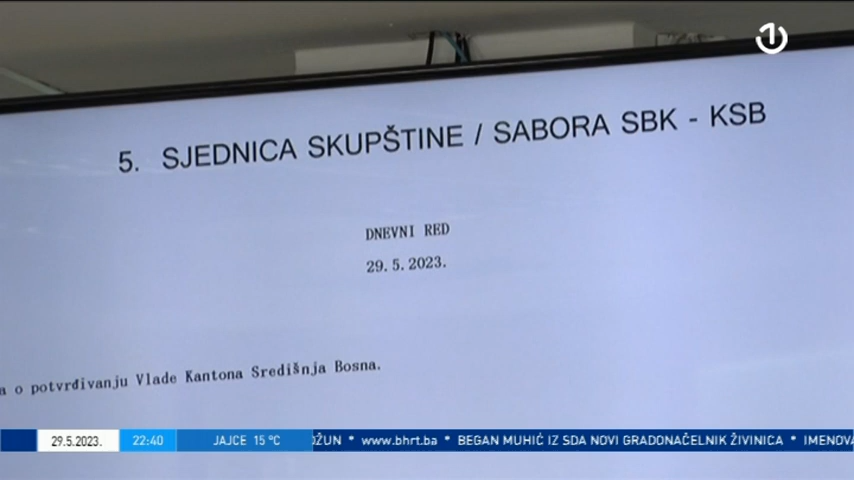 5. SJEDNICA SKUPŠTINE / SABORA SBK - KSB
DNEVNI RED
29.5.2023.
a o potvrđivanju Vlade Kantona Središnja Bosna.
29.5.2023. 22:40 JAJCE 15 °C * www.bhrt.ba * BEGAN MUHIĆ IZ SDA NOVI GRADONAČELNIK ŽIVINICA * IMENOVA